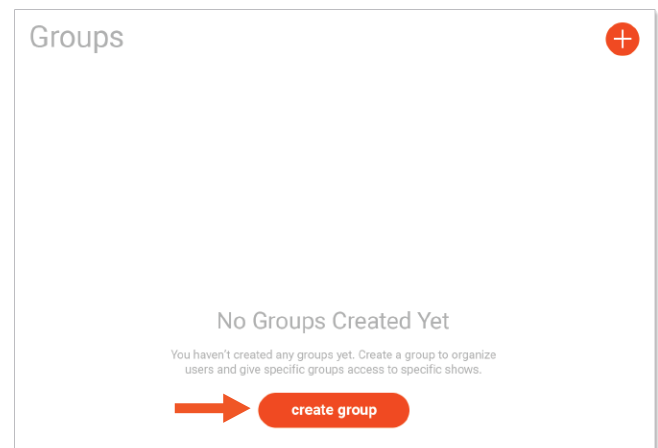 Groups
No Groups Created Yet
You haven't created any groups yet. Create a group to organize
users and give specific groups access to specific shows.
create group